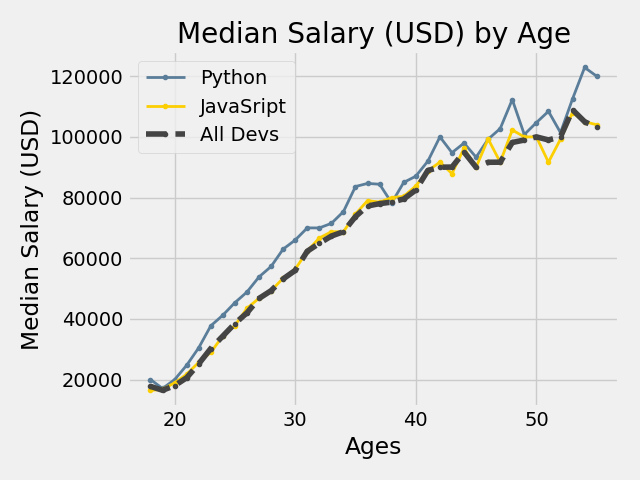 Median Salary (USD) by Age
Python
JavaSript
All Devs
120000
100000
80000
60000
40000
20000
Median Salary (USD)
20 30 40 50
Ages